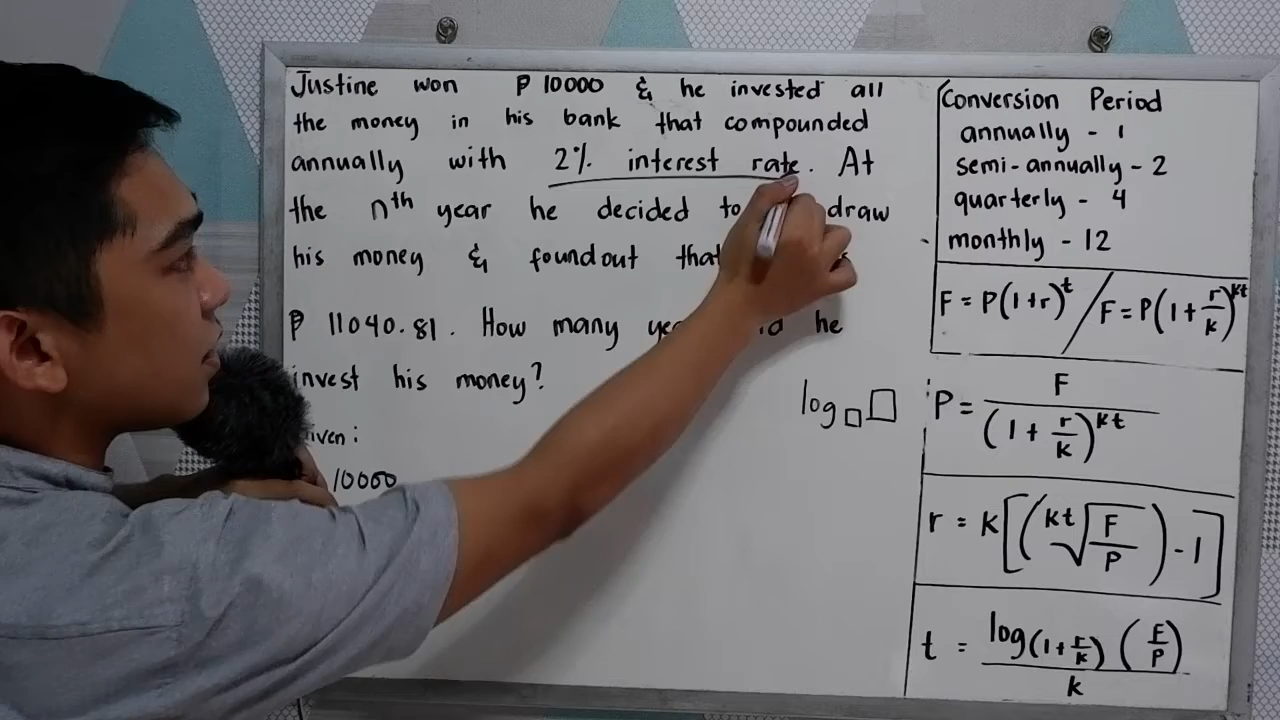 Justine won ₱ 10000 & he invested all
the money in his bank that compounded
annually with 2% interest rate. At
the nth year he decided to draw
his money & foundout that
₱ 11040.81. How many he
invest his money?
10000
log□□
Conversion Period
annually - 1
semi-annually - 2
quarterly - 4
monthly - 12
F = P(1+r)^t / F = P(1 + r/k)^kt
P = F/(1 + r/k)^kt
r = k[(kt√(F/P)) - 1]
t = log(1+r/k) (F/P) / k